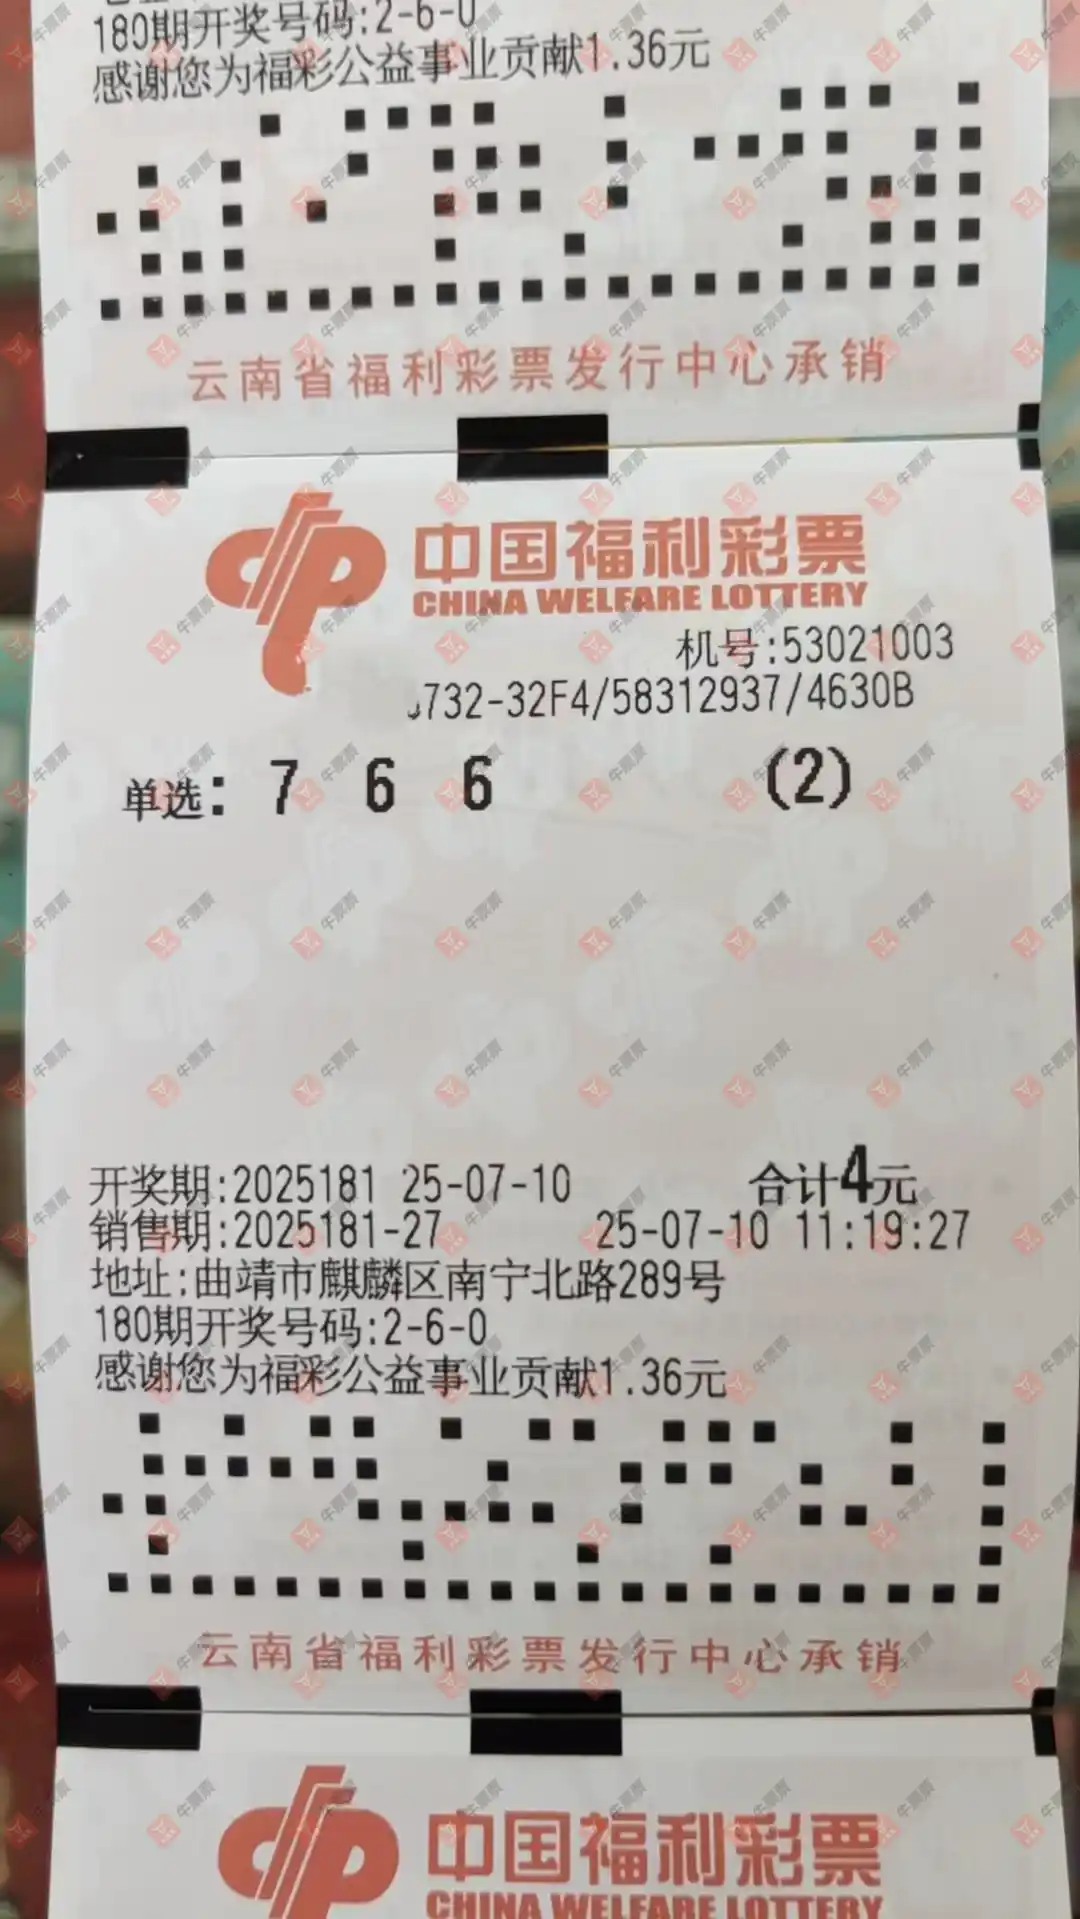 180期开奖号码:2-6-0
感谢您为福彩公益事业贡献1.36元
云南省福利彩票发行中心承销
中国福利彩票
CHINA WELFARE LOTTERY
机号:53021003
732-32F4/58312937/4630B
单选: 7 6 6 (2)
开奖期:2025181 25-07-10 合计4元
销售期:2025181-27 25-07-10 11:19:27
地址:曲靖市麒麟区南宁北路289号
180期开奖号码:2-6-0
感谢您为福彩公益事业贡献1.36元
云南省福利彩票发行中心承销
中国福利彩票
CHINA WELFARE LOTTERY